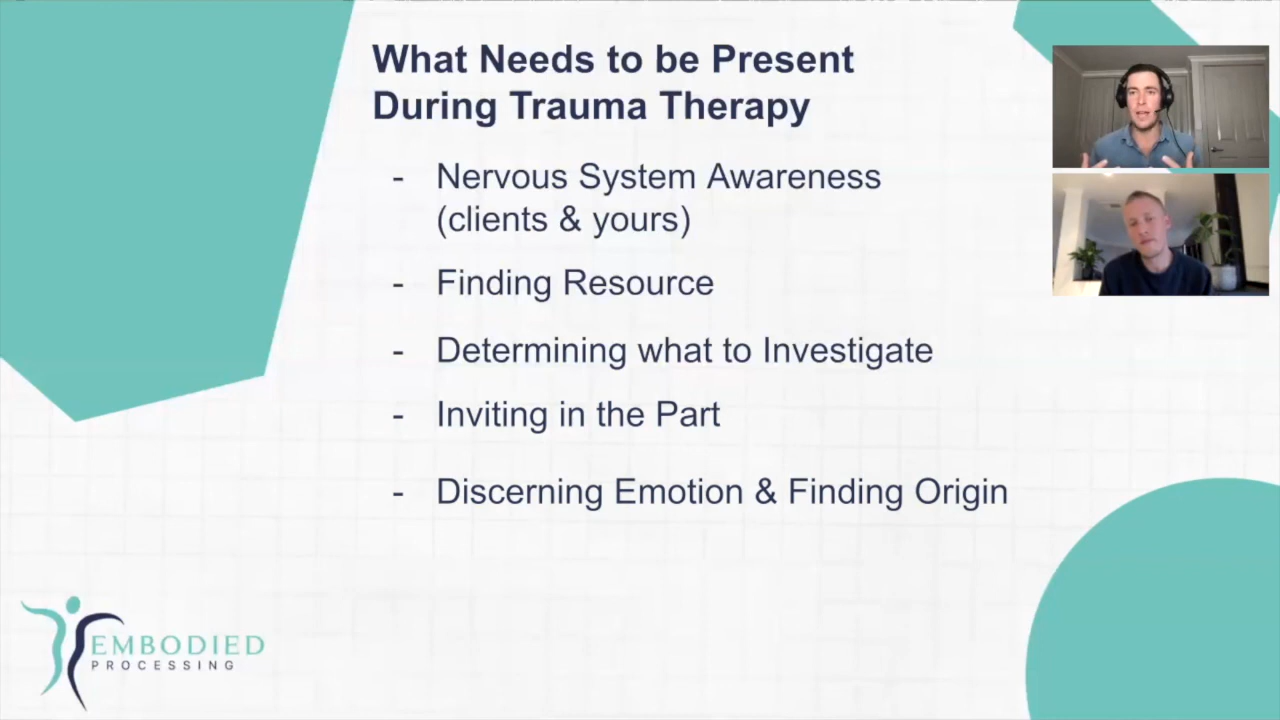 What Needs to be Present
During Trauma Therapy
- Nervous System Awareness
(clients & yours)
- Finding Resource
- Determining what to Investigate
- Inviting in the Part
- Discerning Emotion & Finding Origin
EMBODIED
PROCESSING